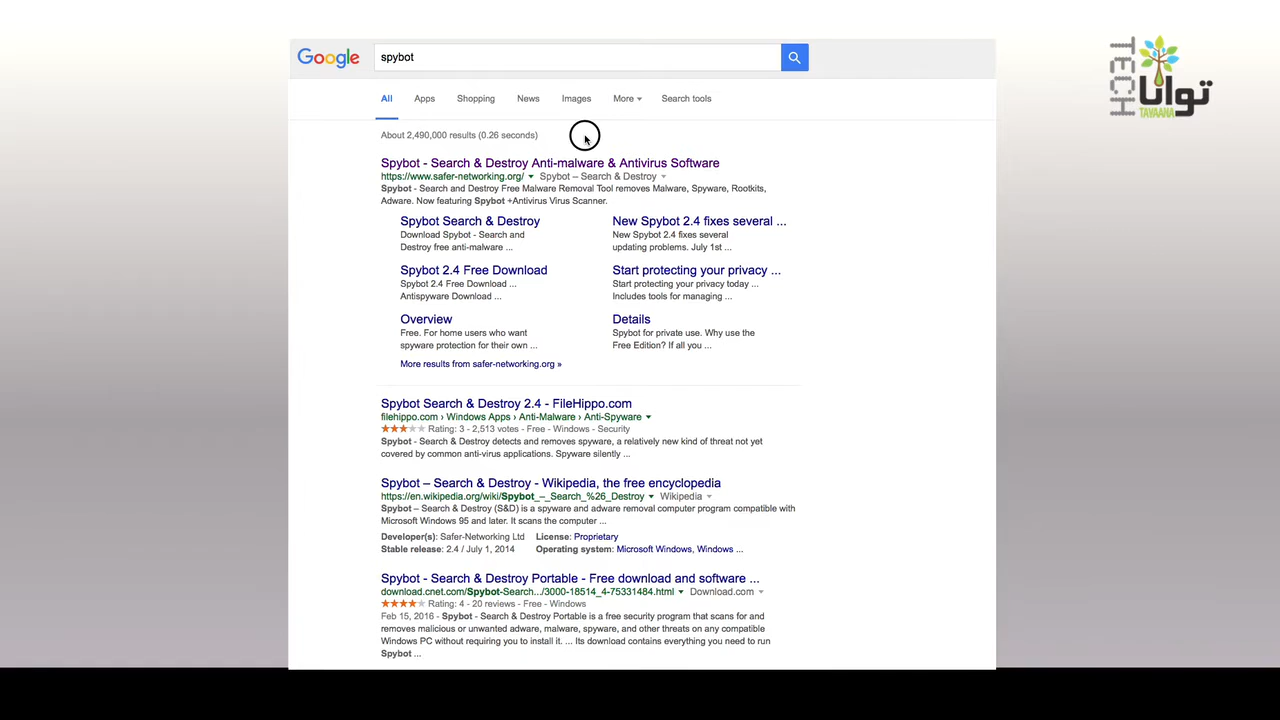 Google
spybot
TECH
توانا
TAVAANA
All Apps Shopping News Images More Search tools
About 2,490,000 results (0.26 seconds)
Spybot - Search & Destroy Anti-malware & Antivirus Software
https://www.safer-networking.org/ Spybot – Search & Destroy
Spybot - Search and Destroy Free Malware Removal Tool removes Malware, Spyware, Rootkits,
Adware. Now featuring Spybot +Antivirus Virus Scanner.
Spybot Search & Destroy
Download Spybot - Search and
Destroy free anti-malware ...
New Spybot 2.4 fixes several ...
New Spybot 2.4 fixes several
updating problems. July 1st ...
Spybot 2.4 Free Download
Spybot 2.4 Free Download ...
Antispyware Download ...
Start protecting your privacy ...
Start protecting your privacy today ...
Includes tools for managing ...
Overview
Free. For home users who want
spyware protection for their own ...
Details
Spybot for private use. Why use the
Free Edition? If all you ...
More results from safer-networking.org »
Spybot Search & Destroy 2.4 - FileHippo.com
filehippo.com › Windows Apps › Anti-Malware › Anti-Spyware
Rating: 3 - 2,513 votes - Free - Windows - Security
Spybot - Search & Destroy detects and removes spyware, a relatively new kind of threat not yet
covered by common anti-virus applications. Spyware silently ...
Spybot – Search & Destroy - Wikipedia, the free encyclopedia
https://en.wikipedia.org/wiki/Spybot_–_Search_%26_Destroy Wikipedia
Spybot – Search & Destroy (S&D) is a spyware and adware removal computer program compatible with
Microsoft Windows 95 and later. It scans the computer ...
Developer(s): Safer-Networking Ltd License: Proprietary
Stable release: 2.4 / July 1, 2014 Operating system: Microsoft Windows, Windows ...
Spybot - Search & Destroy Portable - Free download and software ...
download.cnet.com/Spybot-Search.../3000-18514_4-75331484.html Download.com
Rating: 4 - 20 reviews - Free - Windows
Feb 15, 2016 - Spybot - Search & Destroy Portable is a free security program that scans for and
removes malicious or unwanted adware, malware, spyware, and other threats on any compatible
Windows PC without requiring you to install it. ... Its download contains everything you need to run
Spybot ...